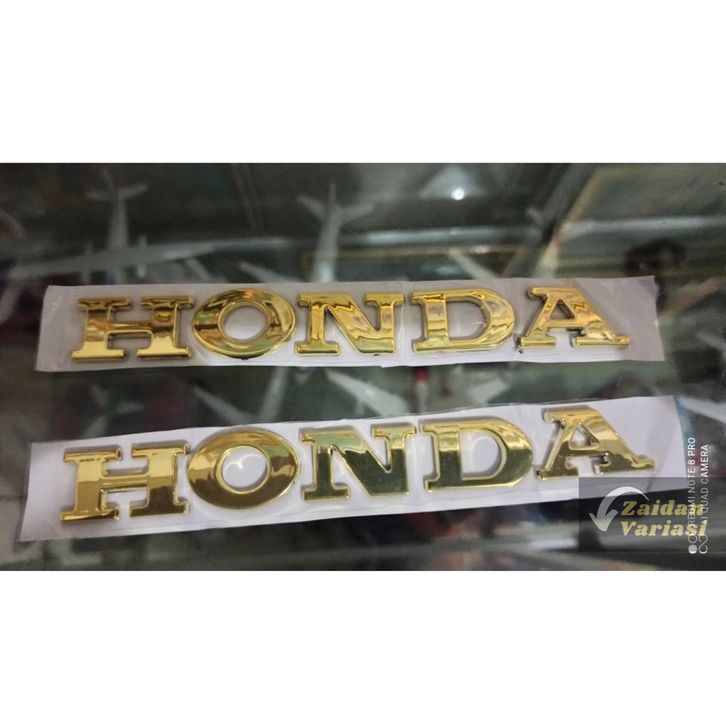 HONDA
HONDA
Zaidan
Variasi
REDMI NOTE 8 PRO
AI QUAD CAMERA